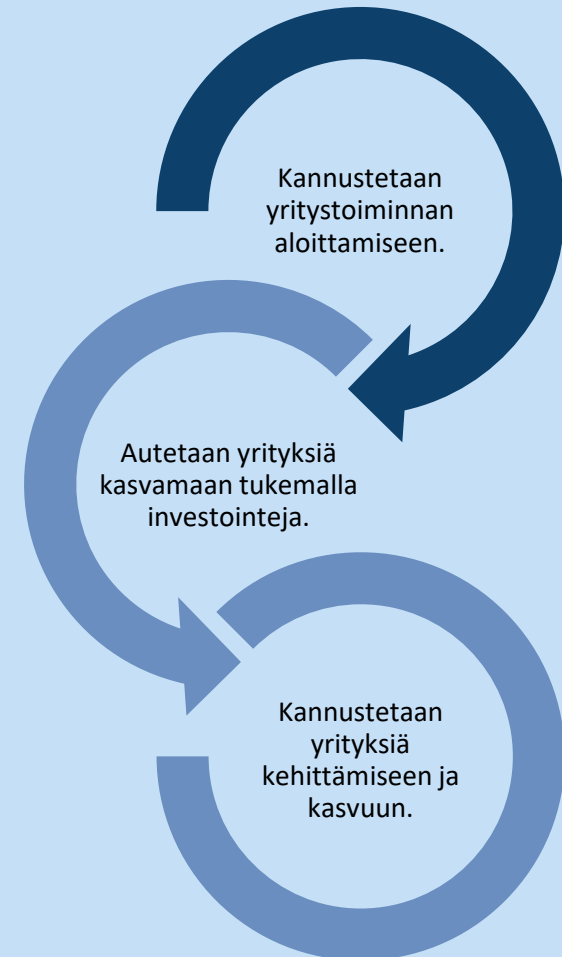 Kannustetaan
yritystoiminnan
aloittamiseen.
Autetaan yrityksiä
kasvamaan tukemalla
investointeja.
Kannustetaan
yrityksiä
kehittämiseen ja
kasvuun.